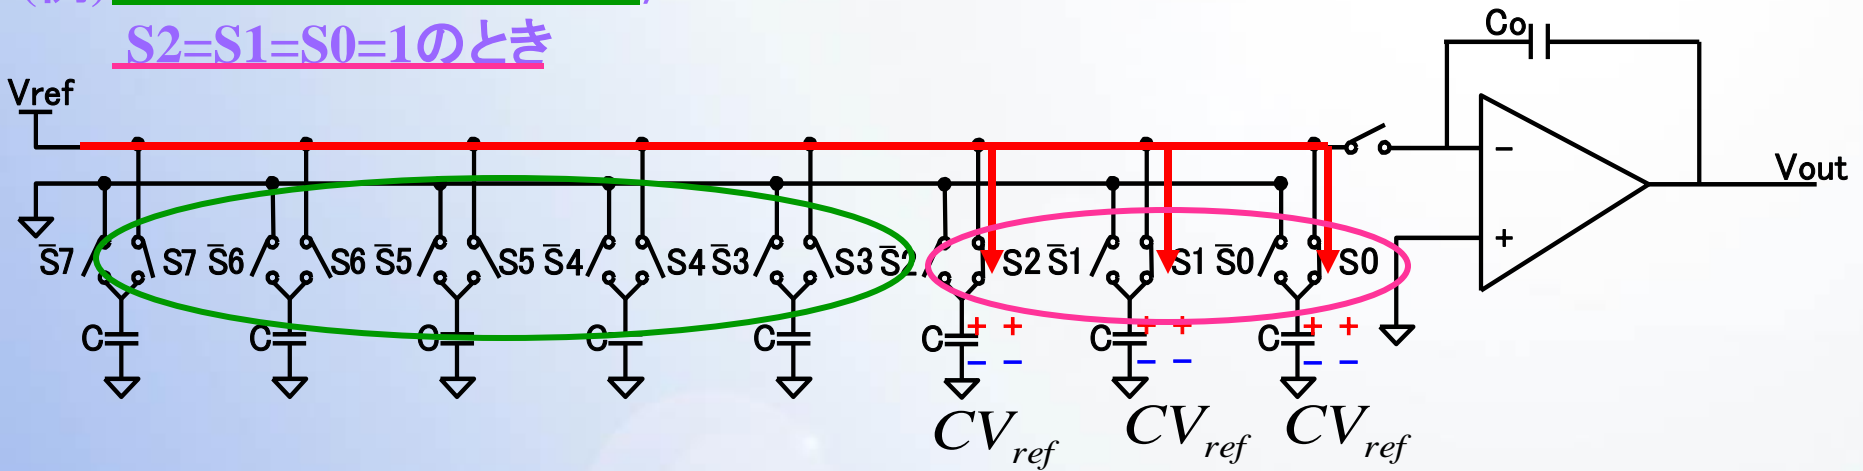 S2=S1=S0=1のとき
Co
Vref
Vout
−
+
S̅7 S7 S̅6 S6 S̅5 S5 S̅4 S4 S̅3 S3 S̅2 S2 S̅1 S1 S̅0 S0
C C C C C C C C
+ + + + + +
− − − − − −
CVref CVref CVref